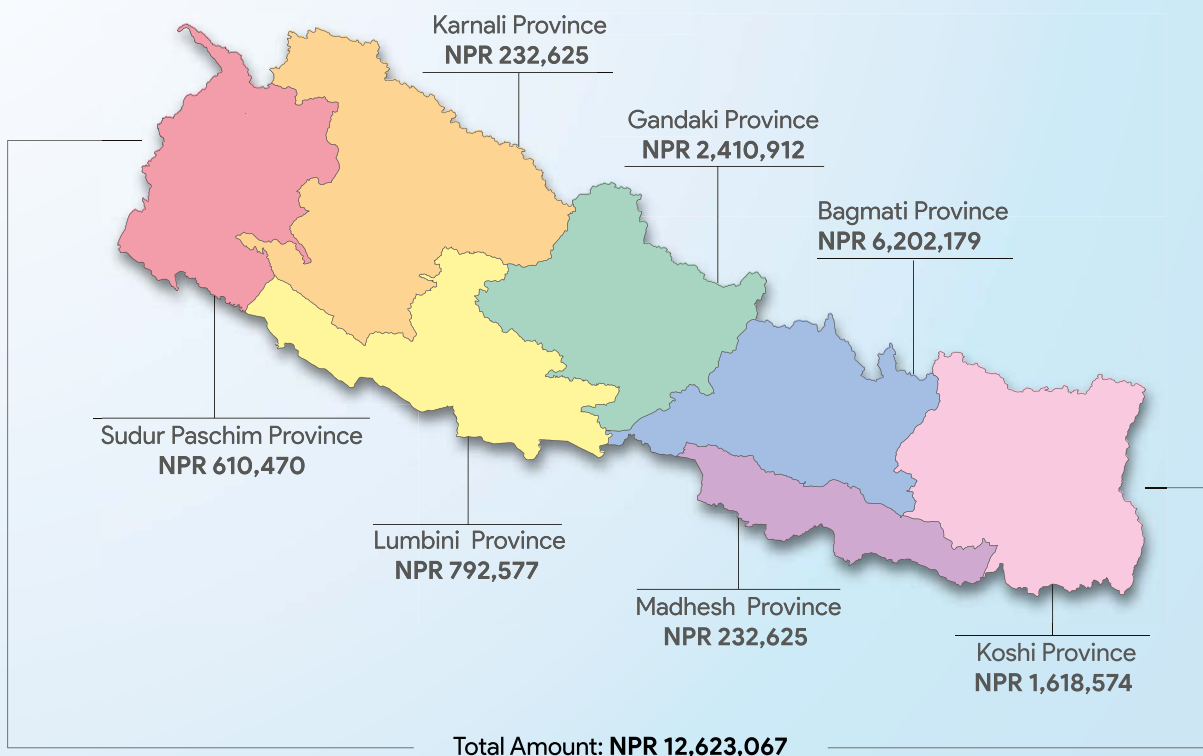 Karnali Province
NPR 232,625
Gandaki Province
NPR 2,410,912
Bagmati Province
NPR 6,202,179
Sudur Paschim Province
NPR 610,470
Lumbini Province
NPR 792,577
Madhesh Province
NPR 232,625
Koshi Province
NPR 1,618,574
Total Amount: NPR 12,623,067